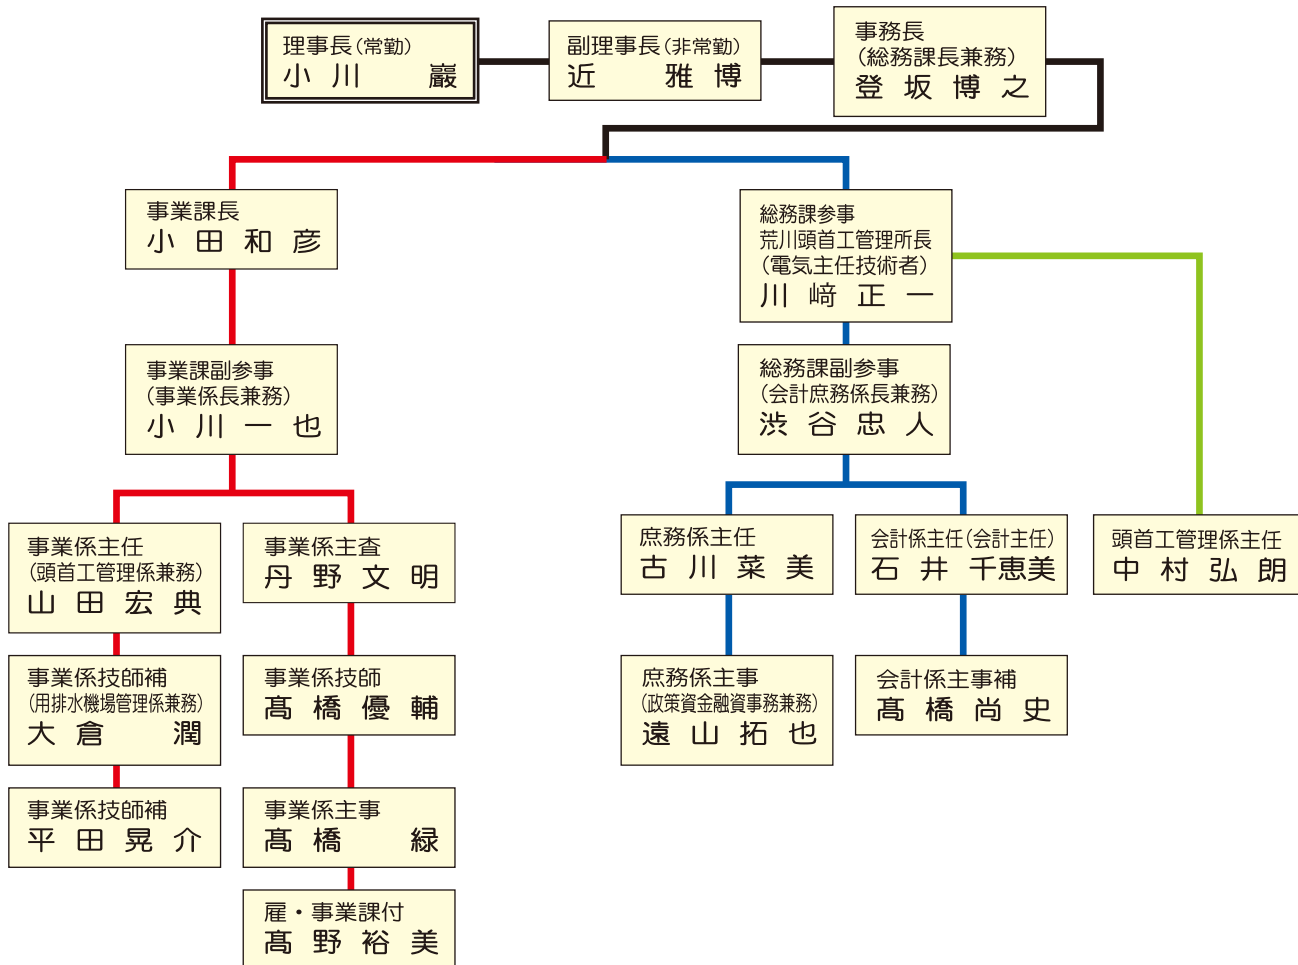 理事長(常勤)
小川 巖
副理事長(非常勤)
近 雅博
事務長
(総務課長兼務)
登坂博之
事業課長
小田和彦
総務課参事
荒川頭首工管理所長
(電気主任技術者)
川﨑正一
事業課副参事
(事業係長兼務)
小川一也
総務課副参事
(会計庶務係長兼務)
渋谷忠人
事業係主任
(頭首工管理係兼務)
山田宏典
事業係主査
丹野文明
庶務係主任
古川菜美
会計係主任(会計主任)
石井千恵美
頭首工管理係主任
中村弘朗
事業係技師補
(用排水機場管理係兼務)
大倉 潤
事業係技師
髙橋優輔
庶務係主事
(政策資金融資事務兼務)
遠山拓也
会計係主事補
髙橋尚史
事業係技師補
平田晃介
事業係主事
髙橋 緑
雇・事業課付
髙野裕美